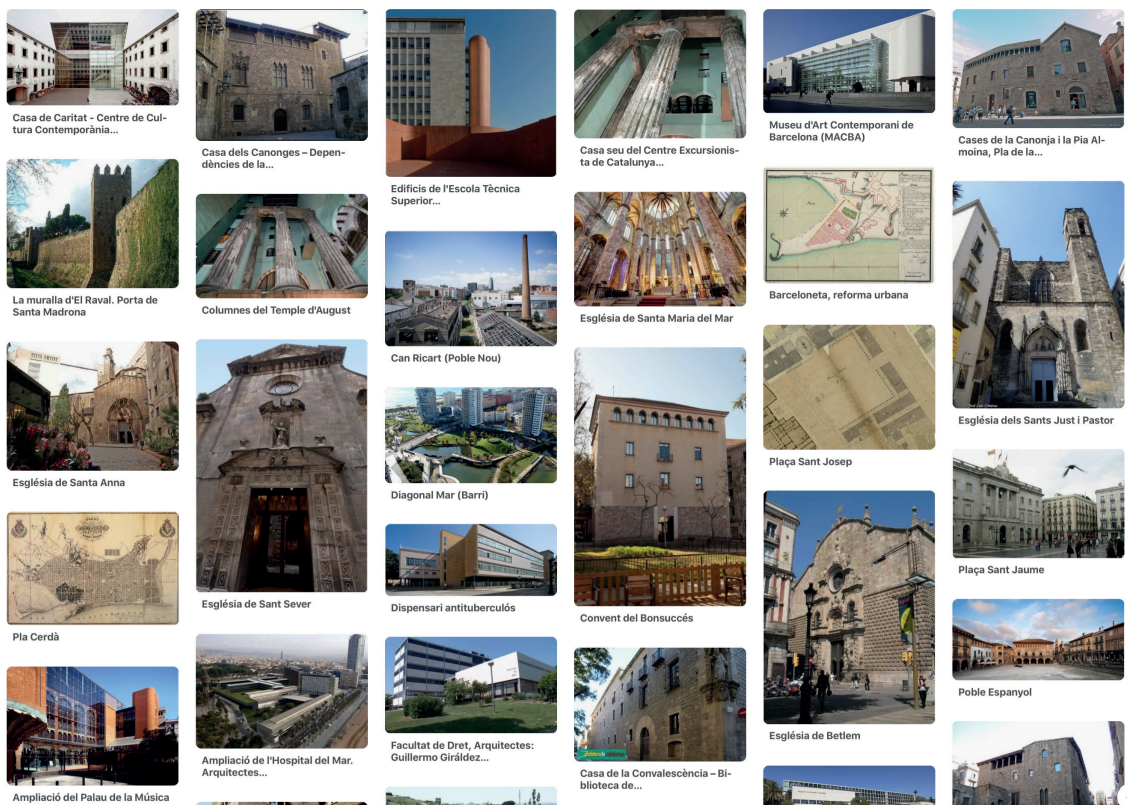 Casa de Caritat - Centre de Cul-
tura Contemporània...
La muralla d'El Raval. Porta de
Santa Madrona
Església de Santa Anna
Pla Cerdà
Ampliació del Palau de la Música
Casa dels Canonges – Depen-
dències de la...
Columnes del Temple d'August
Església de Sant Sever
Ampliació de l'Hospital del Mar.
Arquitectes...
Edificis de l'Escola Tècnica
Superior...
Can Ricart (Poble Nou)
Diagonal Mar (Barri)
Dispensari antituberculós
Facultat de Dret, Arquitectes:
Guillermo Giráldez...
Casa seu del Centre Excursionis-
ta de Catalunya...
Església de Santa Maria del Mar
Convent del Bonsuccés
Casa de la Convalescència – Bi-
blioteca de...
Museu d'Art Contemporani de
Barcelona (MACBA)
Barceloneta, reforma urbana
Plaça Sant Josep
Església de Betlem
Cases de la Canonja i la Pia Al-
moina, Pla de la...
Església dels Sants Just i Pastor
Plaça Sant Jaume
Poble Espanyol